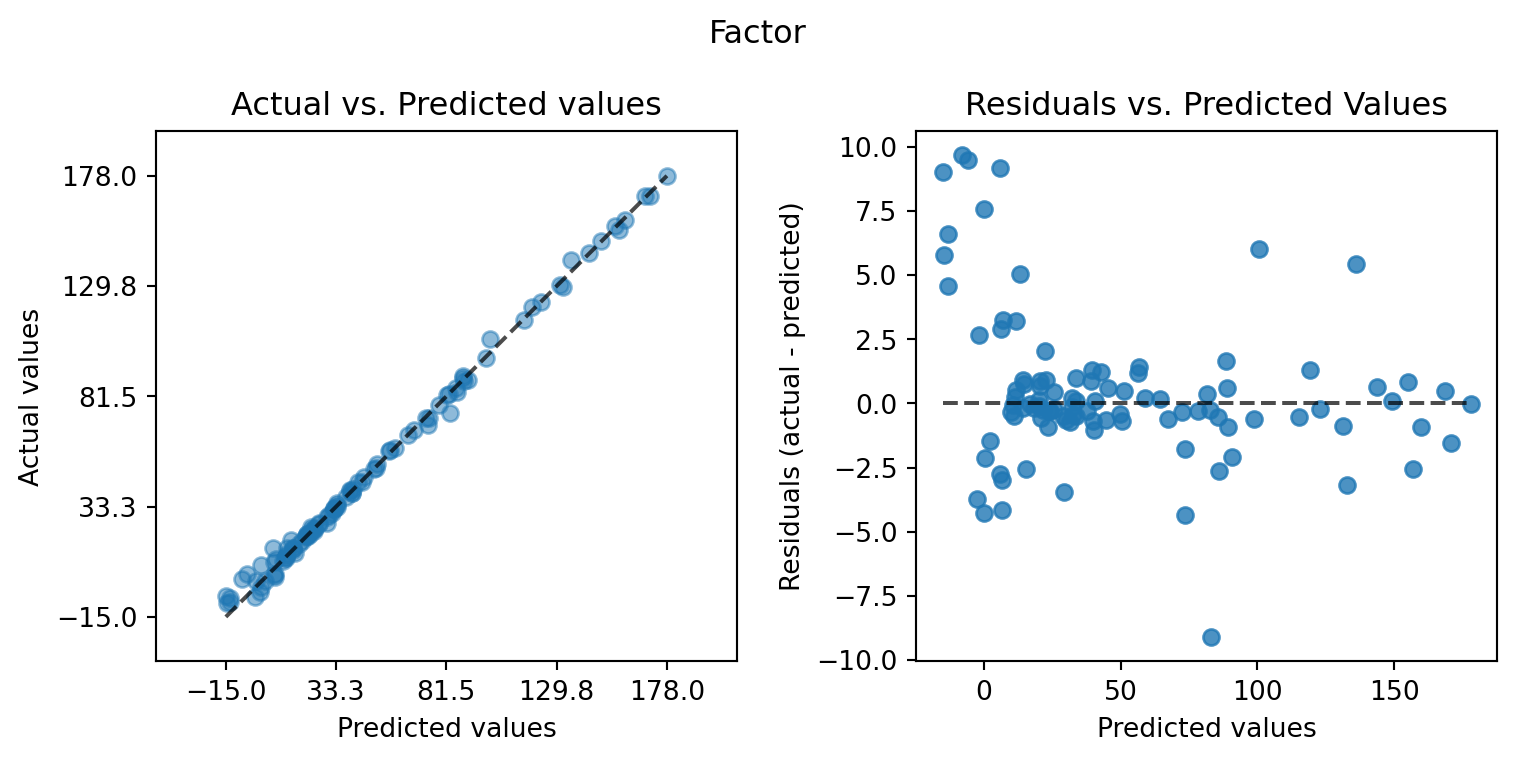 Factor
Actual vs. Predicted values
Actual values
178.0
129.8
81.5
33.3
−15.0
−15.0 33.3 81.5 129.8 178.0
Predicted values
Residuals vs. Predicted Values
Residuals (actual - predicted)
10.0
7.5
5.0
2.5
0.0
−2.5
−5.0
−7.5
−10.0
0 50 100 150
Predicted values